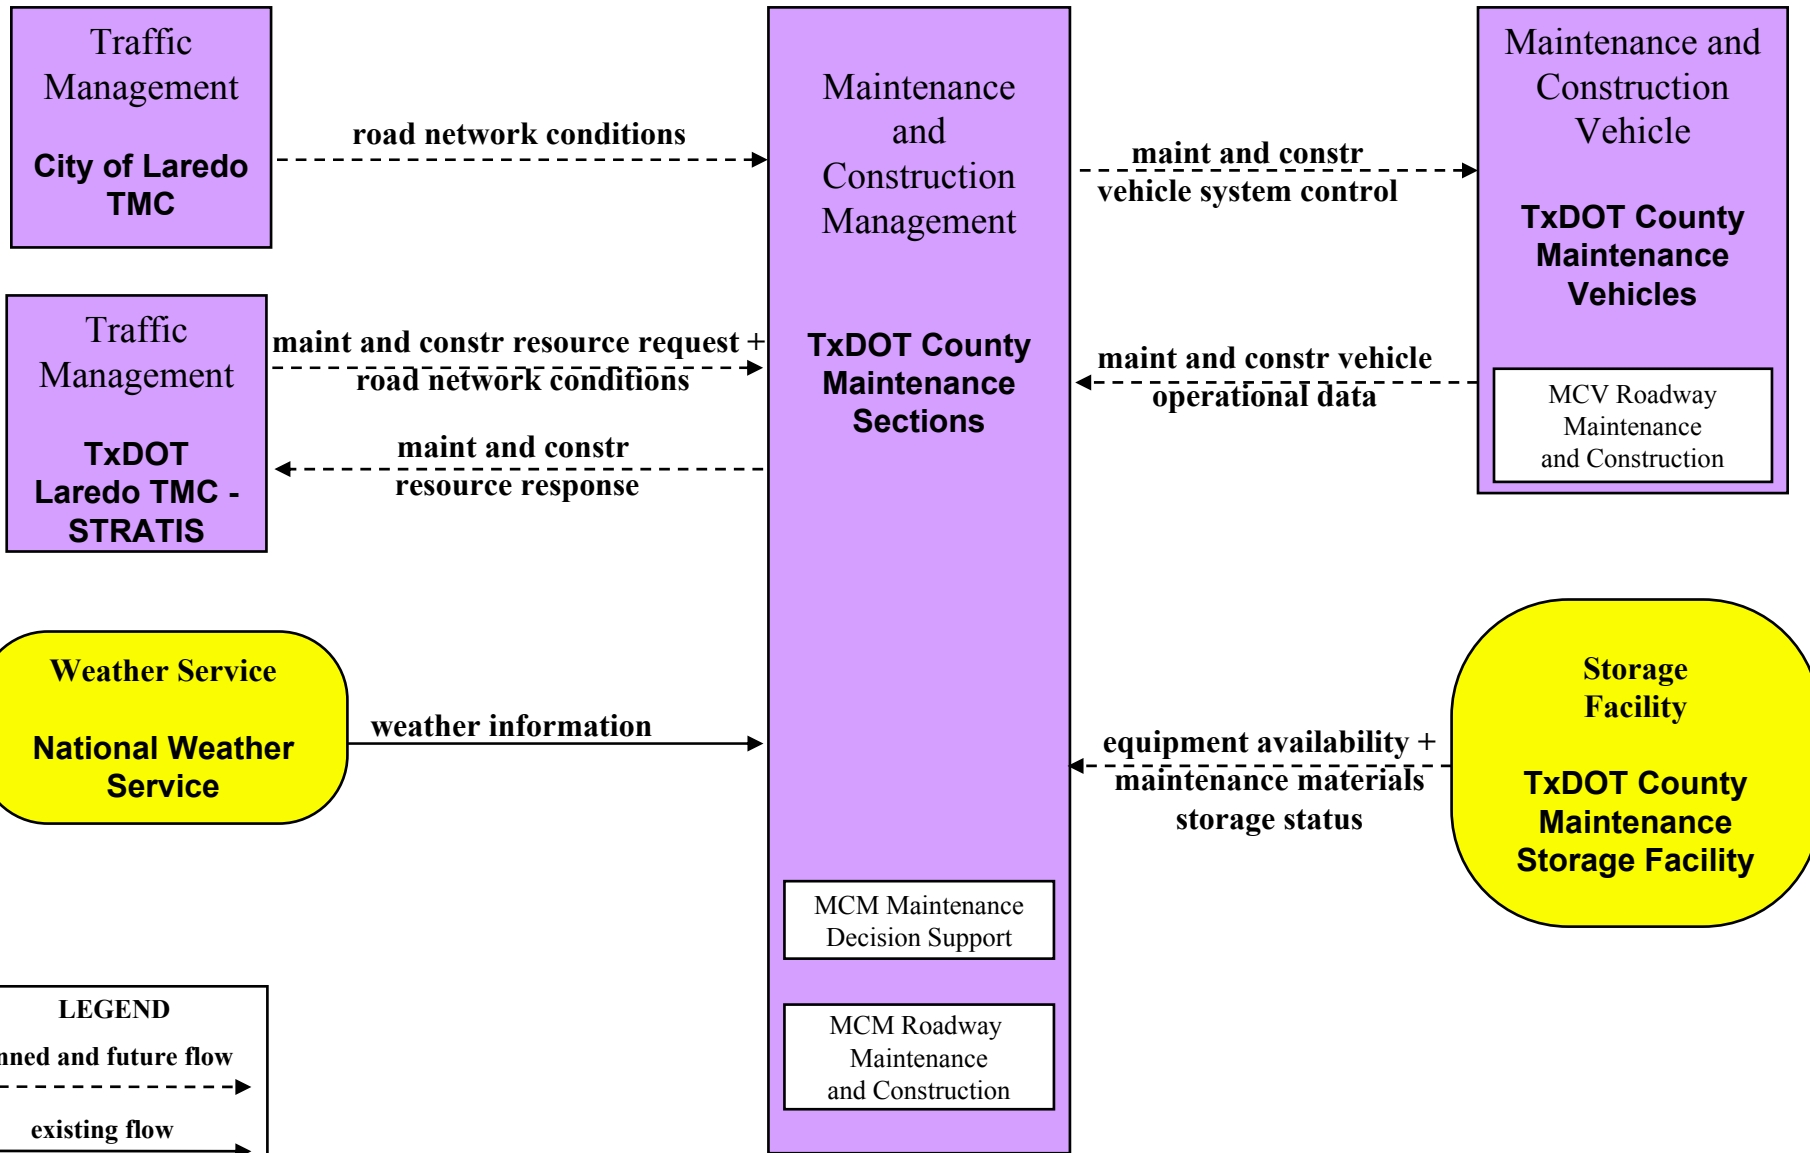 Traffic
Management
City of Laredo
TMC
road network conditions
Traffic
Management
TxDOT
Laredo TMC -
STRATIS
maint and constr resource request +
road network conditions
maint and constr
resource response
Weather Service
National Weather
Service
weather information
Maintenance
and
Construction
Management
TxDOT County
Maintenance
Sections
MCM Maintenance
Decision Support
MCM Roadway
Maintenance
and Construction
maint and constr
vehicle system control
maint and constr vehicle
operational data
Maintenance and
Construction
Vehicle
TxDOT County
Maintenance
Vehicles
MCV Roadway
Maintenance
and Construction
equipment availability +
maintenance materials
storage status
Storage
Facility
TxDOT County
Maintenance
Storage Facility
LEGEND
and future flow
existing flow